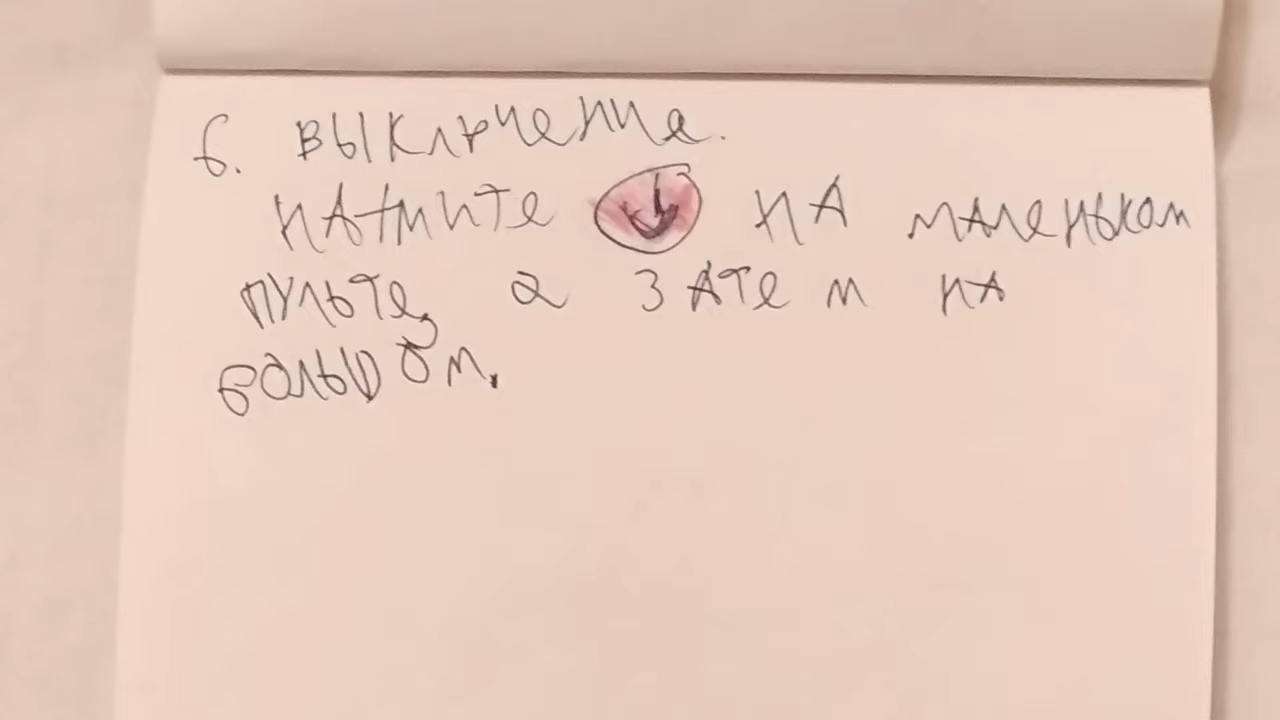 6. Выключение.
Нажмите на маленьком
пульте, а затем на
большом.